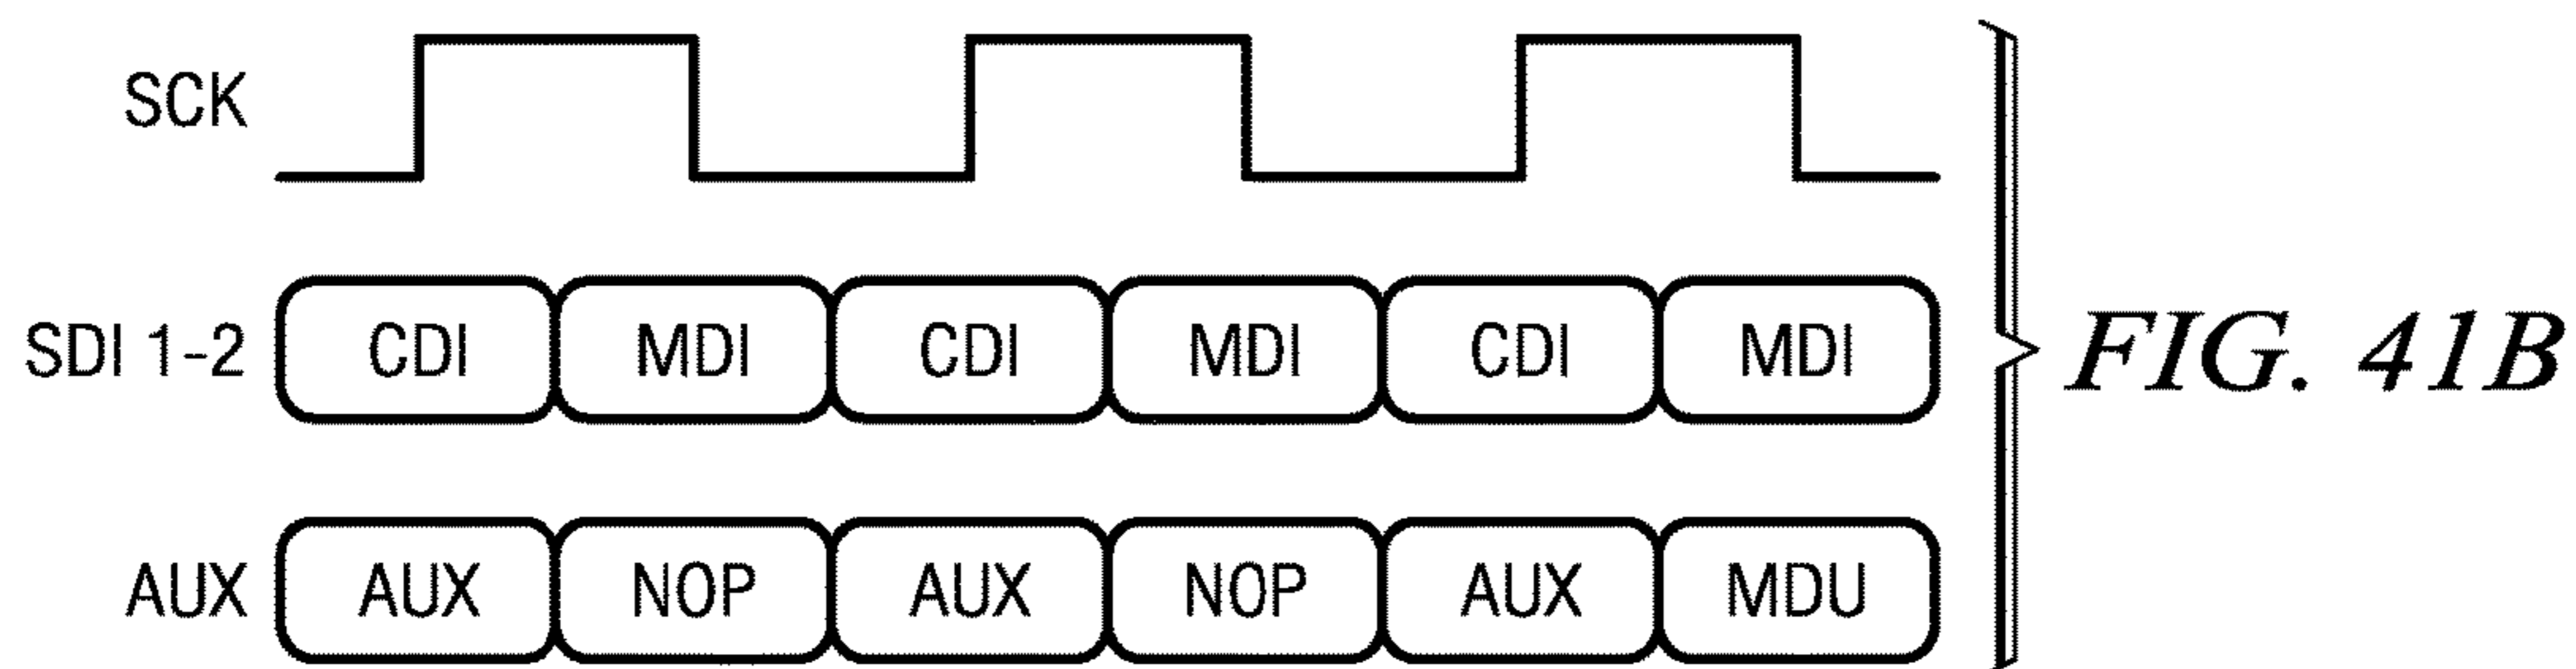 SCK
SDI 1-2 CDI MDI CDI MDI CDI MDI
AUX AUX NOP AUX NOP AUX MDU
FIG. 41B